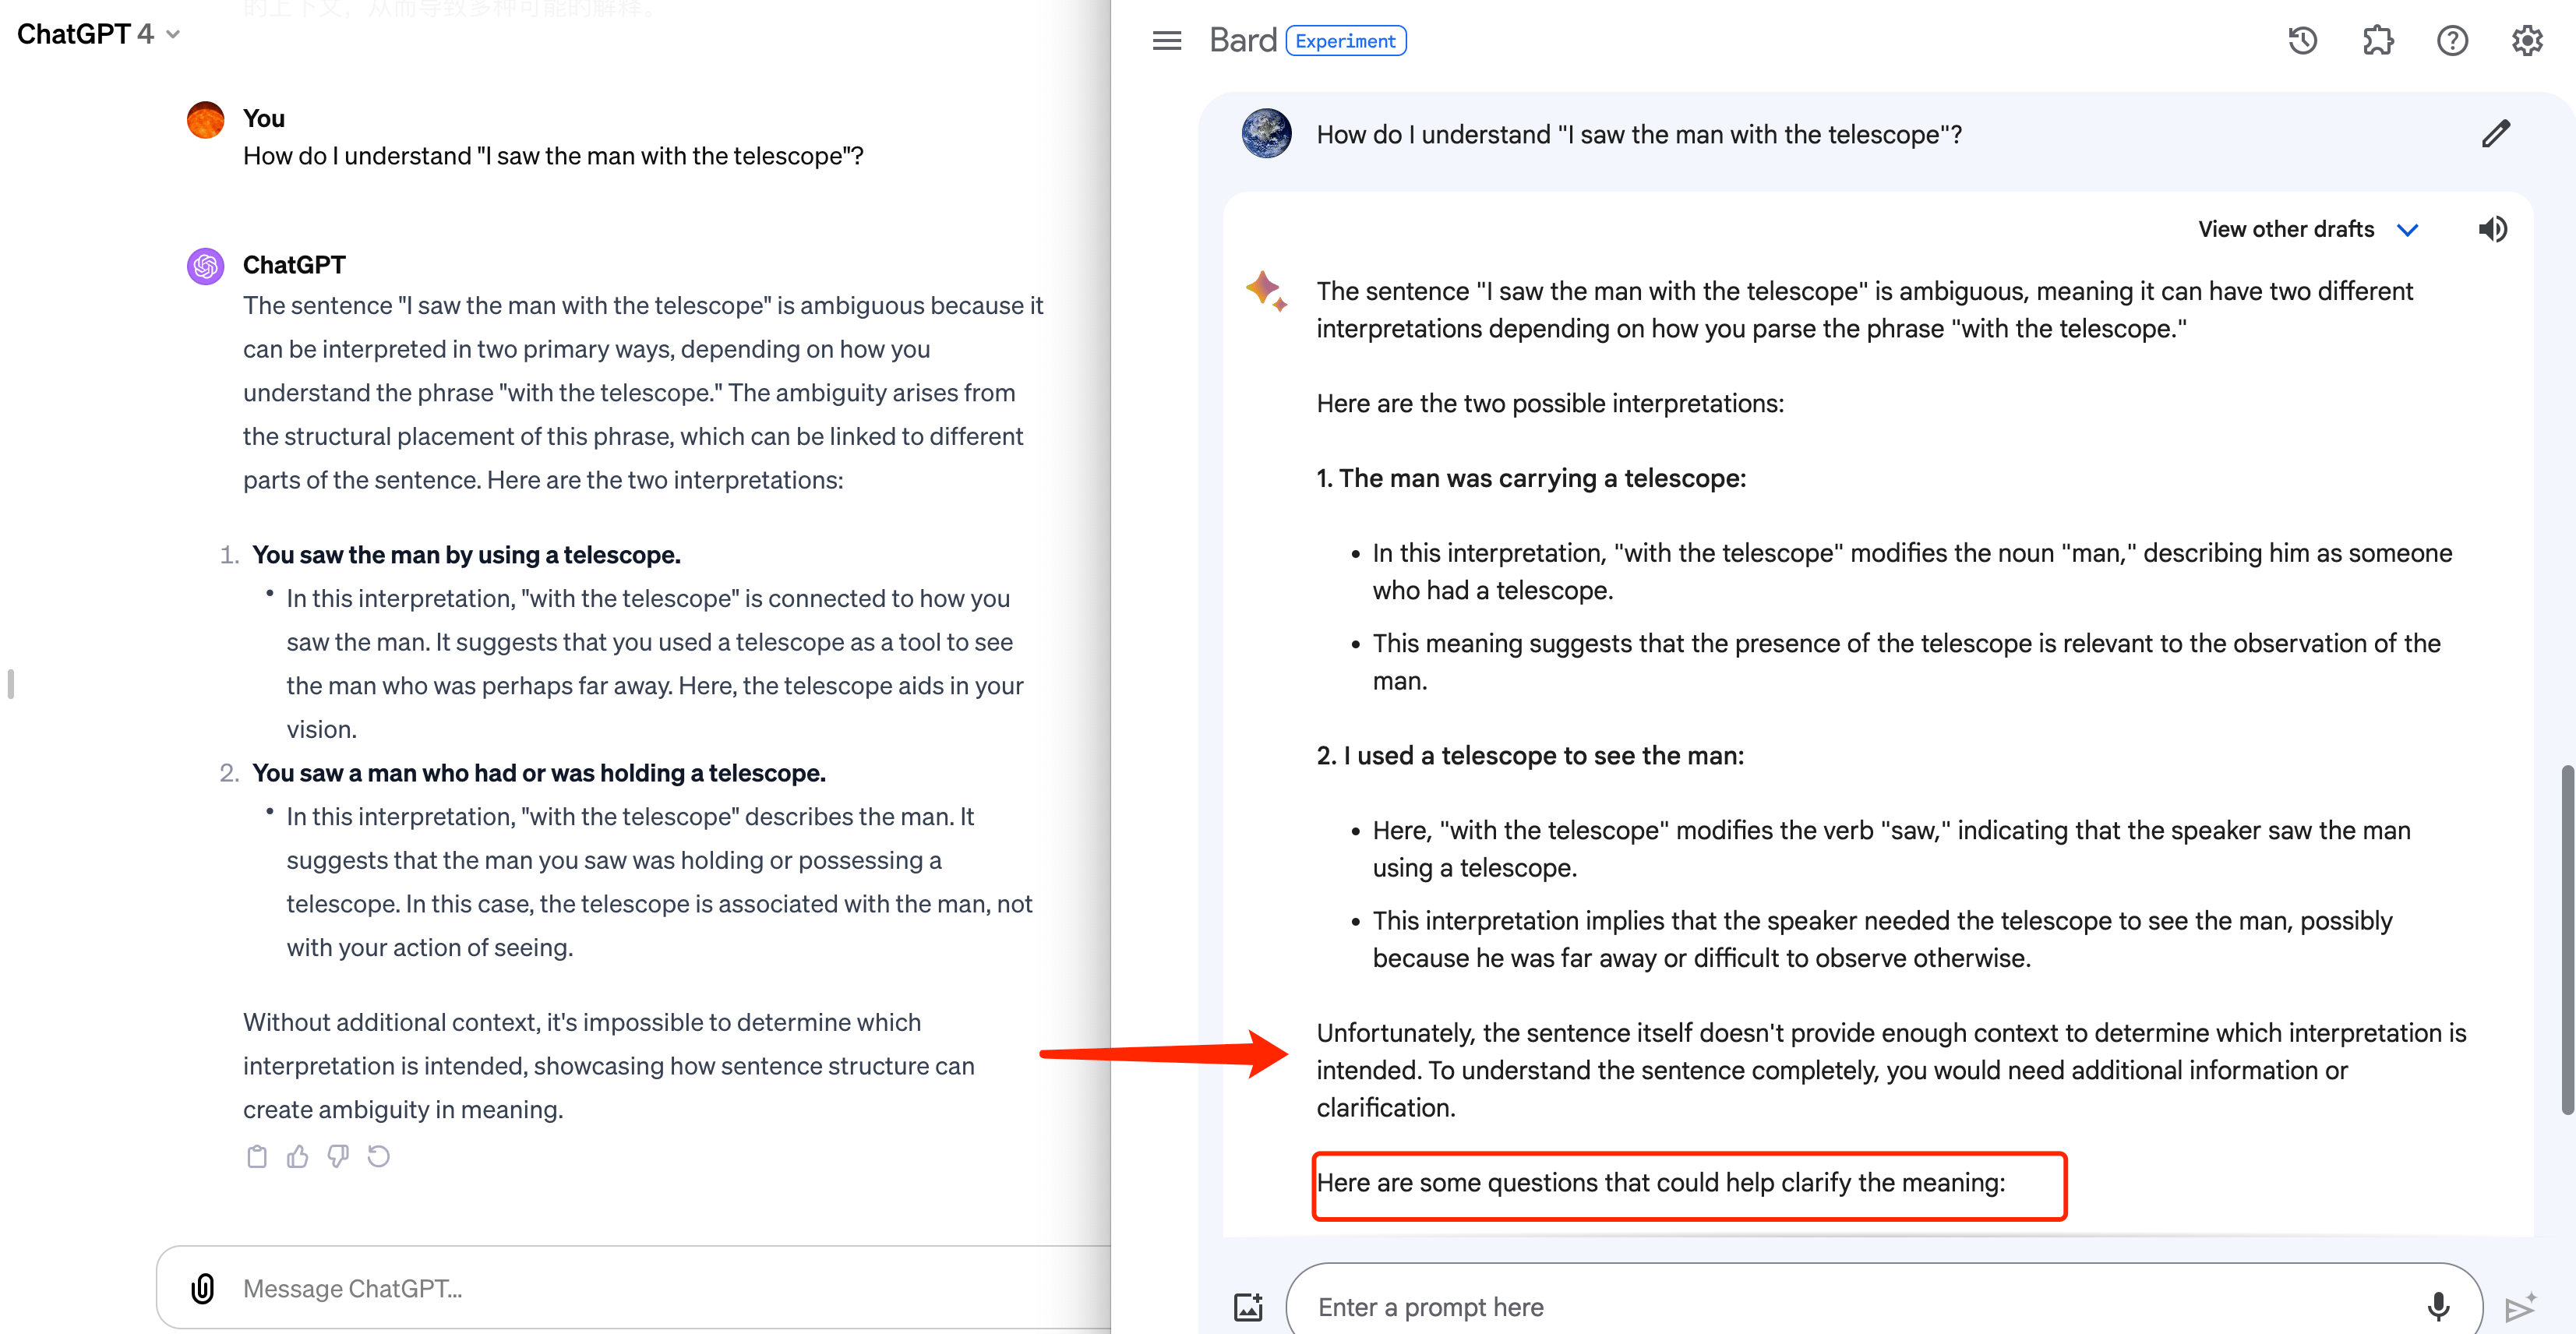 的上下文，从而导致多种可能的解释。
ChatGPT 4
You
How do I understand "I saw the man with the telescope"?
ChatGPT
The sentence "I saw the man with the telescope" is ambiguous because it
can be interpreted in two primary ways, depending on how you
understand the phrase "with the telescope." The ambiguity arises from
the structural placement of this phrase, which can be linked to different
parts of the sentence. Here are the two interpretations:
1. You saw the man by using a telescope.
• In this interpretation, "with the telescope" is connected to how you
saw the man. It suggests that you used a telescope as a tool to see
the man who was perhaps far away. Here, the telescope aids in your
vision.
2. You saw a man who had or was holding a telescope.
• In this interpretation, "with the telescope" describes the man. It
suggests that the man you saw was holding or possessing a
telescope. In this case, the telescope is associated with the man, not
with your action of seeing.
Without additional context, it's impossible to determine which
interpretation is intended, showcasing how sentence structure can
create ambiguity in meaning.
Message ChatGPT...
Bard Experiment
How do I understand "I saw the man with the telescope"?
View other drafts
The sentence "I saw the man with the telescope" is ambiguous, meaning it can have two different
interpretations depending on how you parse the phrase "with the telescope."
Here are the two possible interpretations:
1. The man was carrying a telescope:
• In this interpretation, "with the telescope" modifies the noun "man," describing him as someone
who had a telescope.
• This meaning suggests that the presence of the telescope is relevant to the observation of the
man.
2. I used a telescope to see the man:
• Here, "with the telescope" modifies the verb "saw," indicating that the speaker saw the man
using a telescope.
• This interpretation implies that the speaker needed the telescope to see the man, possibly
because he was far away or difficult to observe otherwise.
Unfortunately, the sentence itself doesn't provide enough context to determine which interpretation is
intended. To understand the sentence completely, you would need additional information or
clarification.
Here are some questions that could help clarify the meaning:
Enter a prompt here